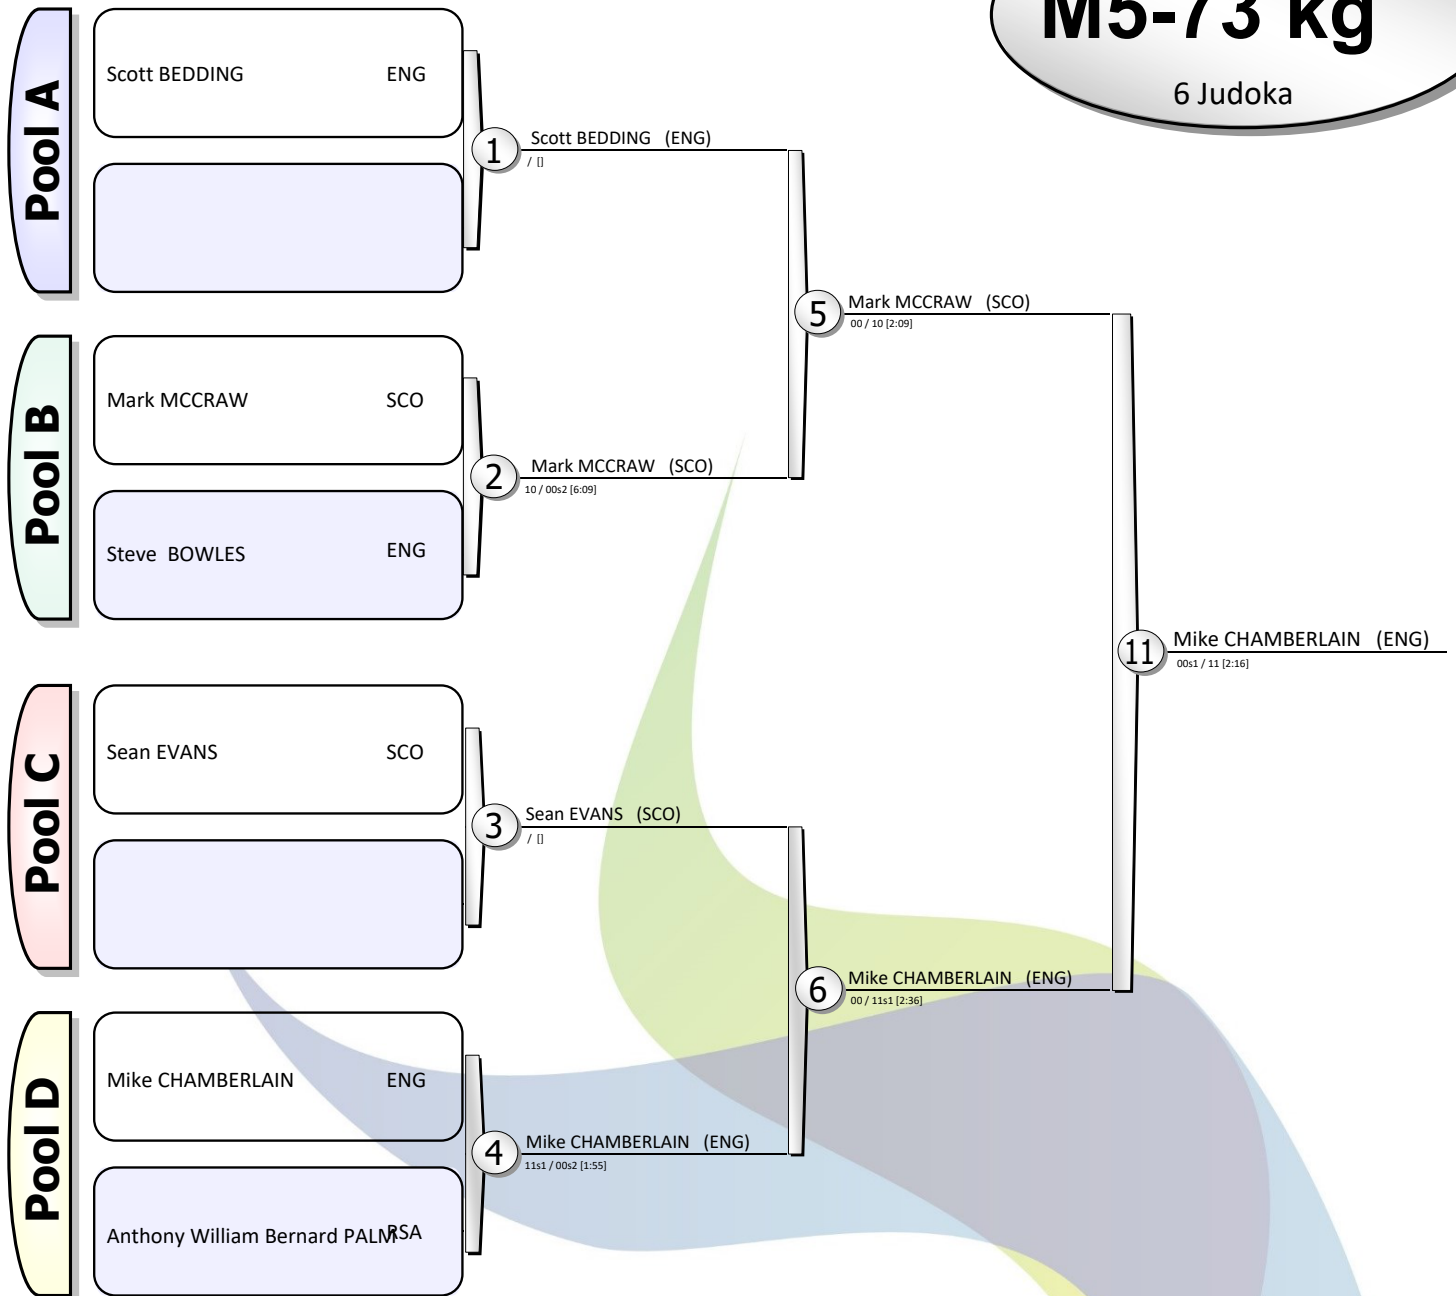 M5-73 kg
6 Judoka
Pool A
Scott BEDDING ENG
1
Scott BEDDING (ENG)
/ []
5
Mark MCCRAW (SCO)
00 / 10 [2:09]
Pool B
Mark MCCRAW SCO
2
Mark MCCRAW (SCO)
10 / 00s2 [6:09]
Steve BOWLES ENG
11
Mike CHAMBERLAIN (ENG)
00s1 / 11 [2:16]
Pool C
Sean EVANS SCO
3
Sean EVANS (SCO)
/ []
6
Mike CHAMBERLAIN (ENG)
00 / 11s1 [2:36]
Pool D
Mike CHAMBERLAIN ENG
4
Mike CHAMBERLAIN (ENG)
11s1 / 00s2 [1:55]
Anthony William Bernard PALM RSA